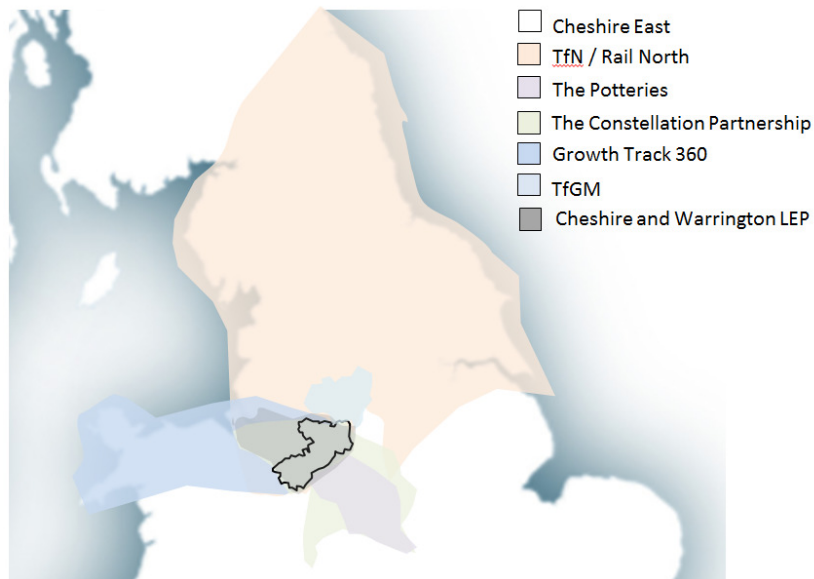 Cheshire East
TfN / Rail North
The Potteries
The Constellation Partnership
Growth Track 360
TfGM
Cheshire and Warrington LEP